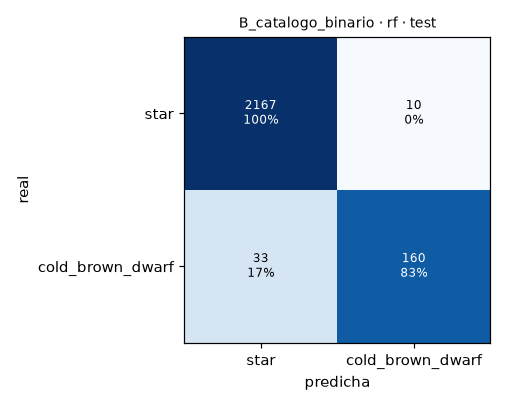 B_catalogo_binario · rf · test
real
star
2167
100%
10
0%
cold_brown_dwarf
33
17%
160
83%
star
cold_brown_dwarf
predicha